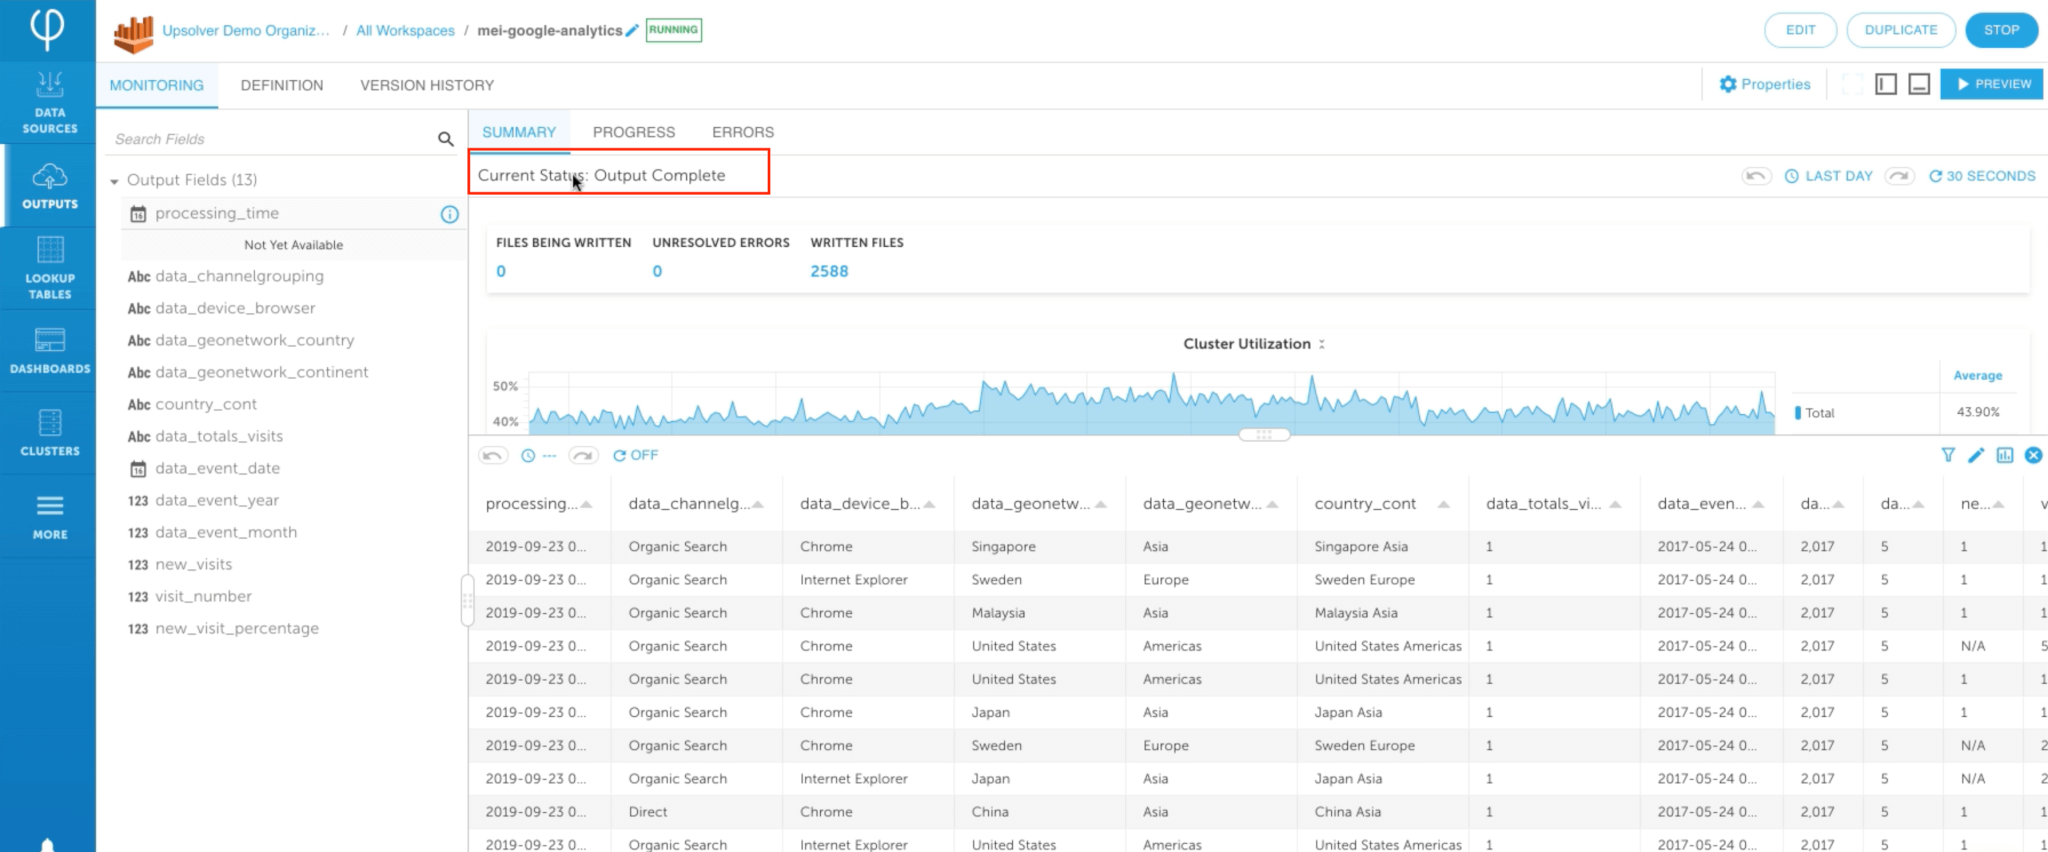 Upsolver Demo Organiz... / All Workspaces / mei-google-analytics RUNNING
EDIT DUPLICATE STOP
MONITORING DEFINITION VERSION HISTORY
Properties PREVIEW
DATA SOURCES
OUTPUTS
LOOKUP TABLES
DASHBOARDS
CLUSTERS
MORE
Search Fields
Output Fields (13)
16 processing_time
Not Yet Available
Abc data_channelgrouping
Abc data_device_browser
Abc data_geonetwork_country
Abc data_geonetwork_continent
Abc country_cont
Abc data_totals_visits
16 data_event_date
123 data_event_year
123 data_event_month
123 new_visits
123 visit_number
123 new_visit_percentage
SUMMARY PROGRESS ERRORS
Current Status: Output Complete
LAST DAY 30 SECONDS
FILES BEING WRITTEN UNRESOLVED ERRORS WRITTEN FILES
0 0 2588
Cluster Utilization
50%
40%
Average
Total 43.90%
--- OFF
processing... data_channelg... data_device_b... data_geonetw... data_geonetw... country_cont data_totals_vi... data_even... da... da... ne... v
2019-09-23 0... Organic Search Chrome Singapore Asia Singapore Asia 1 2017-05-24 0... 2,017 5 1 1
2019-09-23 0... Organic Search Internet Explorer Sweden Europe Sweden Europe 1 2017-05-24 0... 2,017 5 1 1
2019-09-23 0... Organic Search Chrome Malaysia Asia Malaysia Asia 1 2017-05-24 0... 2,017 5 1 1
2019-09-23 0... Organic Search Chrome United States Americas United States Americas 1 2017-05-24 0... 2,017 5 N/A 5
2019-09-23 0... Organic Search Chrome United States Americas United States Americas 1 2017-05-24 0... 2,017 5 1 1
2019-09-23 0... Organic Search Chrome Japan Asia Japan Asia 1 2017-05-24 0... 2,017 5 1 1
2019-09-23 0... Organic Search Chrome Sweden Europe Sweden Europe 1 2017-05-24 0... 2,017 5 N/A 2
2019-09-23 0... Organic Search Internet Explorer Japan Asia Japan Asia 1 2017-05-24 0... 2,017 5 N/A 2
2019-09-23 0... Direct Chrome China Asia China Asia 1 2017-05-24 0... 2,017 5 1 1
2019-09-23 0... Organic Search Internet Explorer United States Americas United States Americas 1 2017-05-24 0... 2,017 5 1 1